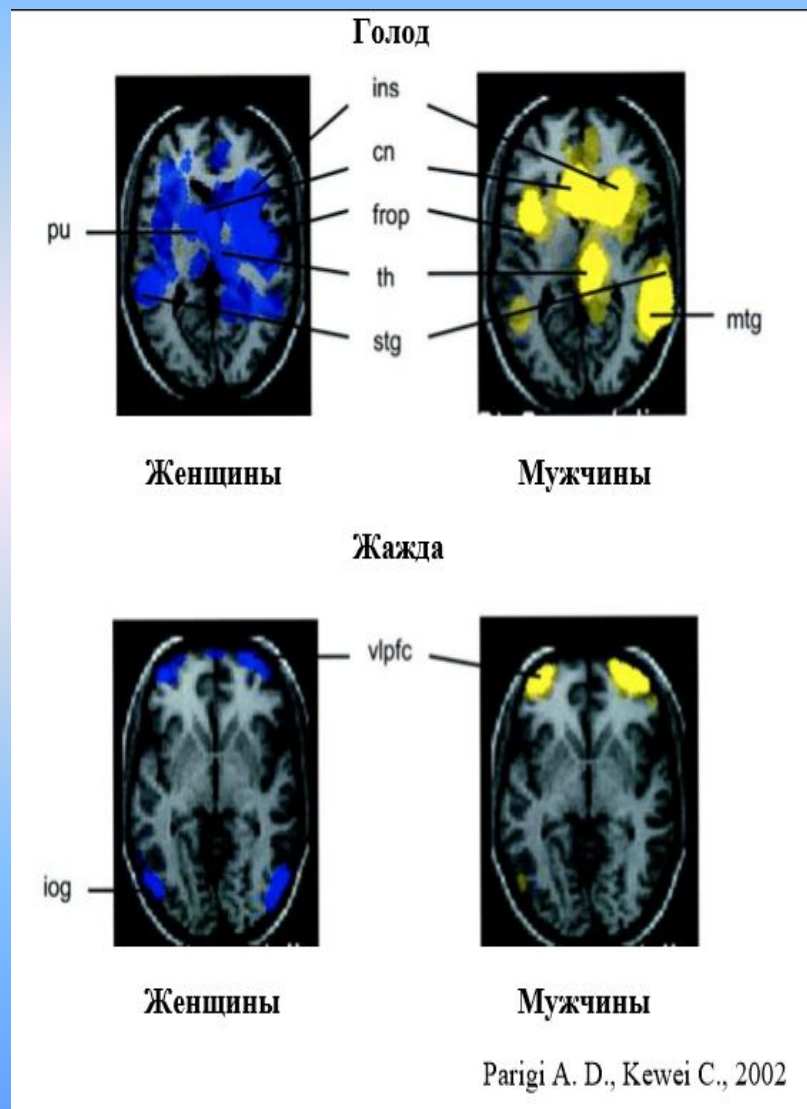 Голод
ins
cn
pu
frop
th
stg
mtg
Женщины Мужчины
Жажда
vlpfc
iog
Женщины Мужчины
Parigi A. D., Kewei C., 2002